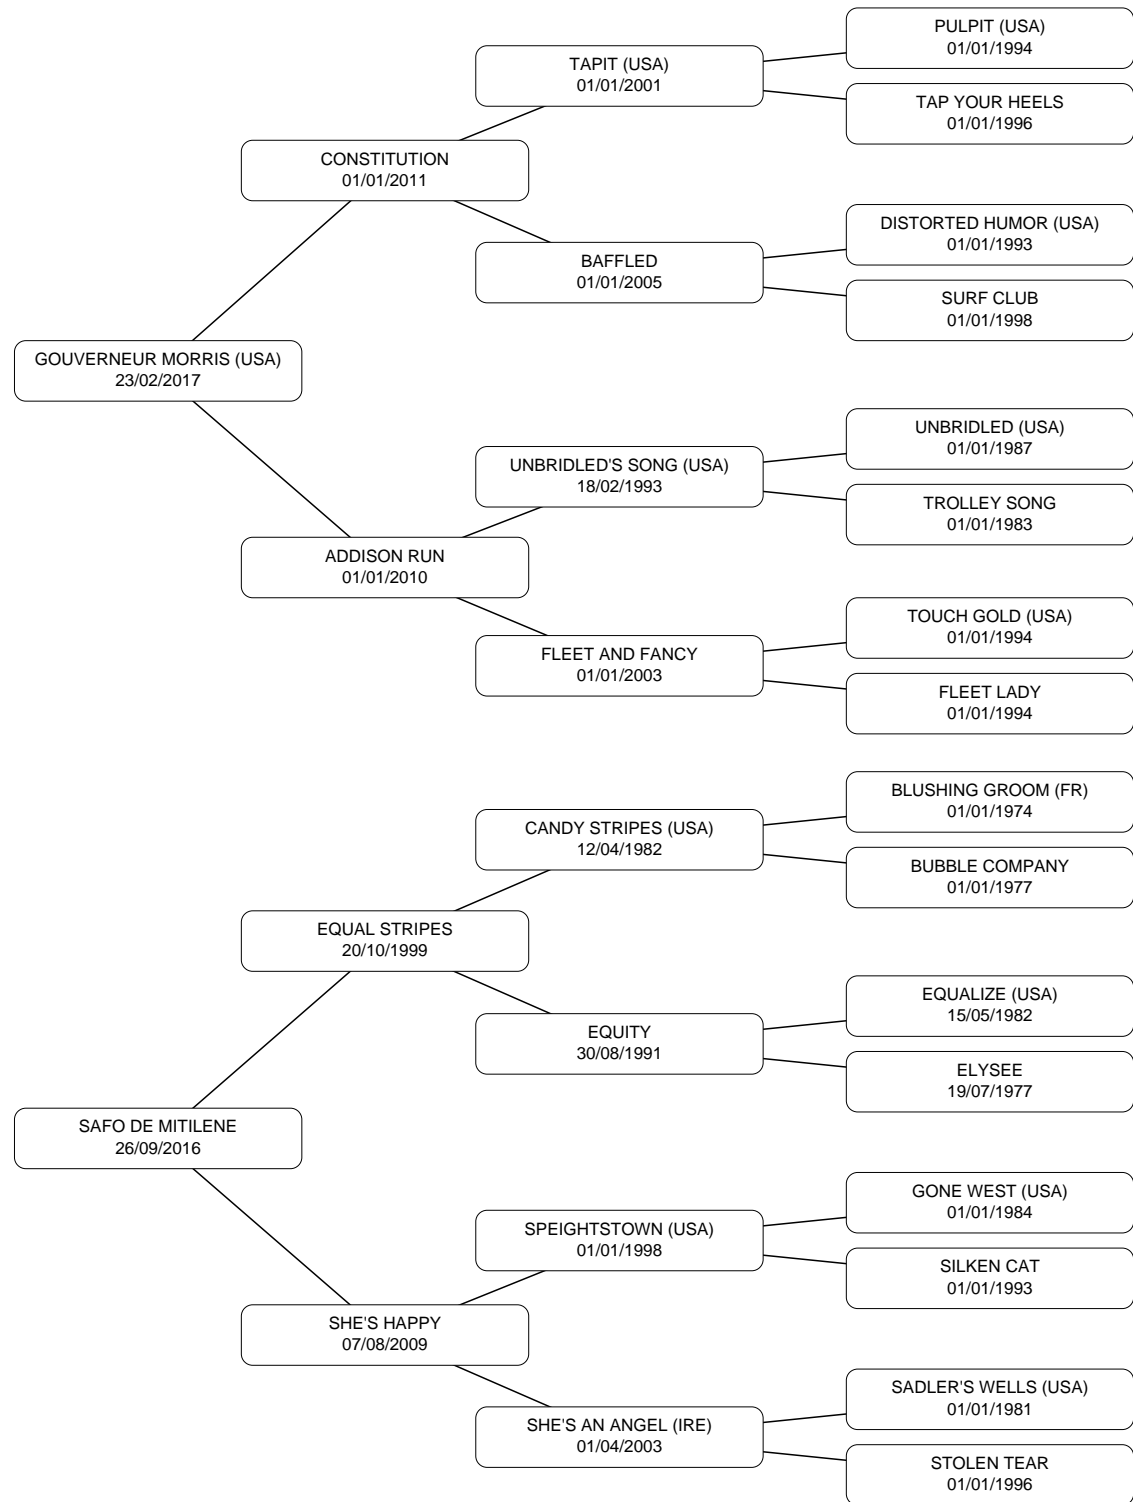 PULPIT (USA)
01/01/1994
TAPIT (USA)
01/01/2001
TAP YOUR HEELS
01/01/1996
CONSTITUTION
01/01/2011
DISTORTED HUMOR (USA)
01/01/1993
BAFFLED
01/01/2005
SURF CLUB
01/01/1998
GOUVERNEUR MORRIS (USA)
23/02/2017
UNBRIDLED (USA)
01/01/1987
UNBRIDLED'S SONG (USA)
18/02/1993
TROLLEY SONG
01/01/1983
ADDISON RUN
01/01/2010
TOUCH GOLD (USA)
01/01/1994
FLEET AND FANCY
01/01/2003
FLEET LADY
01/01/1994
BLUSHING GROOM (FR)
01/01/1974
CANDY STRIPES (USA)
12/04/1982
BUBBLE COMPANY
01/01/1977
EQUAL STRIPES
20/10/1999
EQUALIZE (USA)
15/05/1982
EQUITY
30/08/1991
ELYSEE
19/07/1977
SAFO DE MITILENE
26/09/2016
GONE WEST (USA)
01/01/1984
SPEIGHTSTOWN (USA)
01/01/1998
SILKEN CAT
01/01/1993
SHE'S HAPPY
07/08/2009
SADLER'S WELLS (USA)
01/01/1981
SHE'S AN ANGEL (IRE)
01/04/2003
STOLEN TEAR
01/01/1996